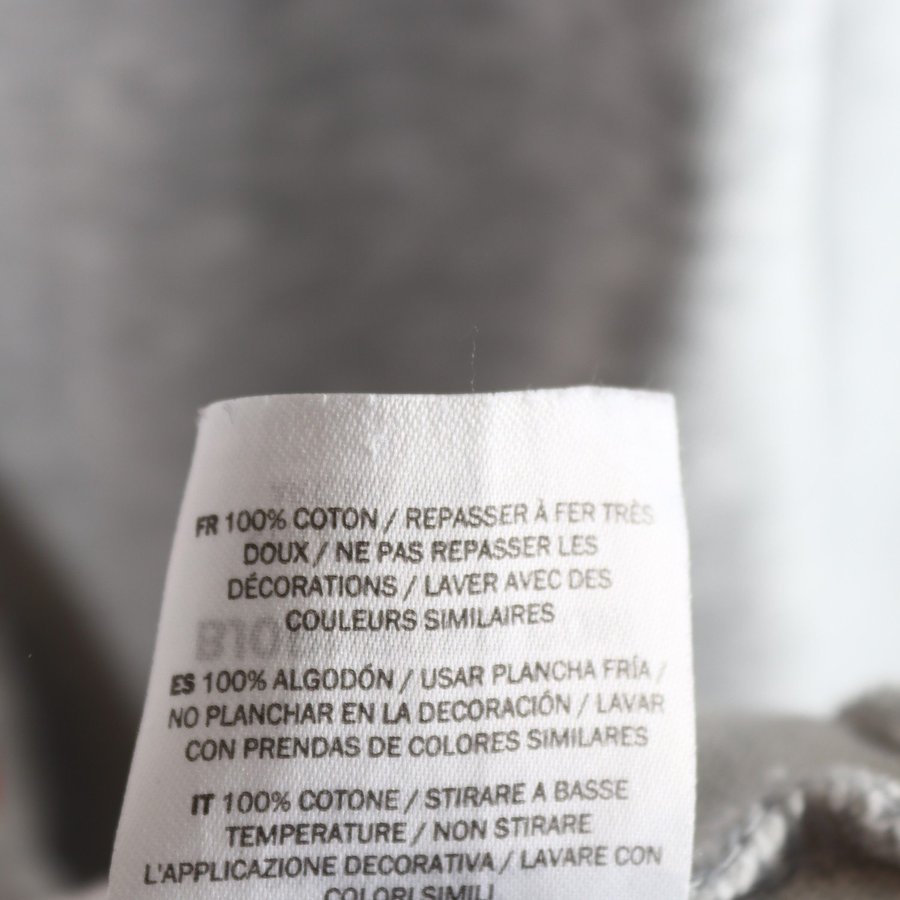 FR 100% COTON / REPASSER À FER TRÈS
DOUX / NE PAS REPASSER LES
DÉCORATIONS / LAVER AVEC DES
COULEURS SIMILAIRES
ES 100% ALGODÓN / USAR PLANCHA FRÍA /
NO PLANCHAR EN LA DECORACIÓN / LAVAR
CON PRENDAS DE COLORES SIMILARES
IT 100% COTONE / STIRARE A BASSE
TEMPERATURE / NON STIRARE
L'APPLICAZIONE DECORATIVA / LAVARE CON
COLORI SIMILI